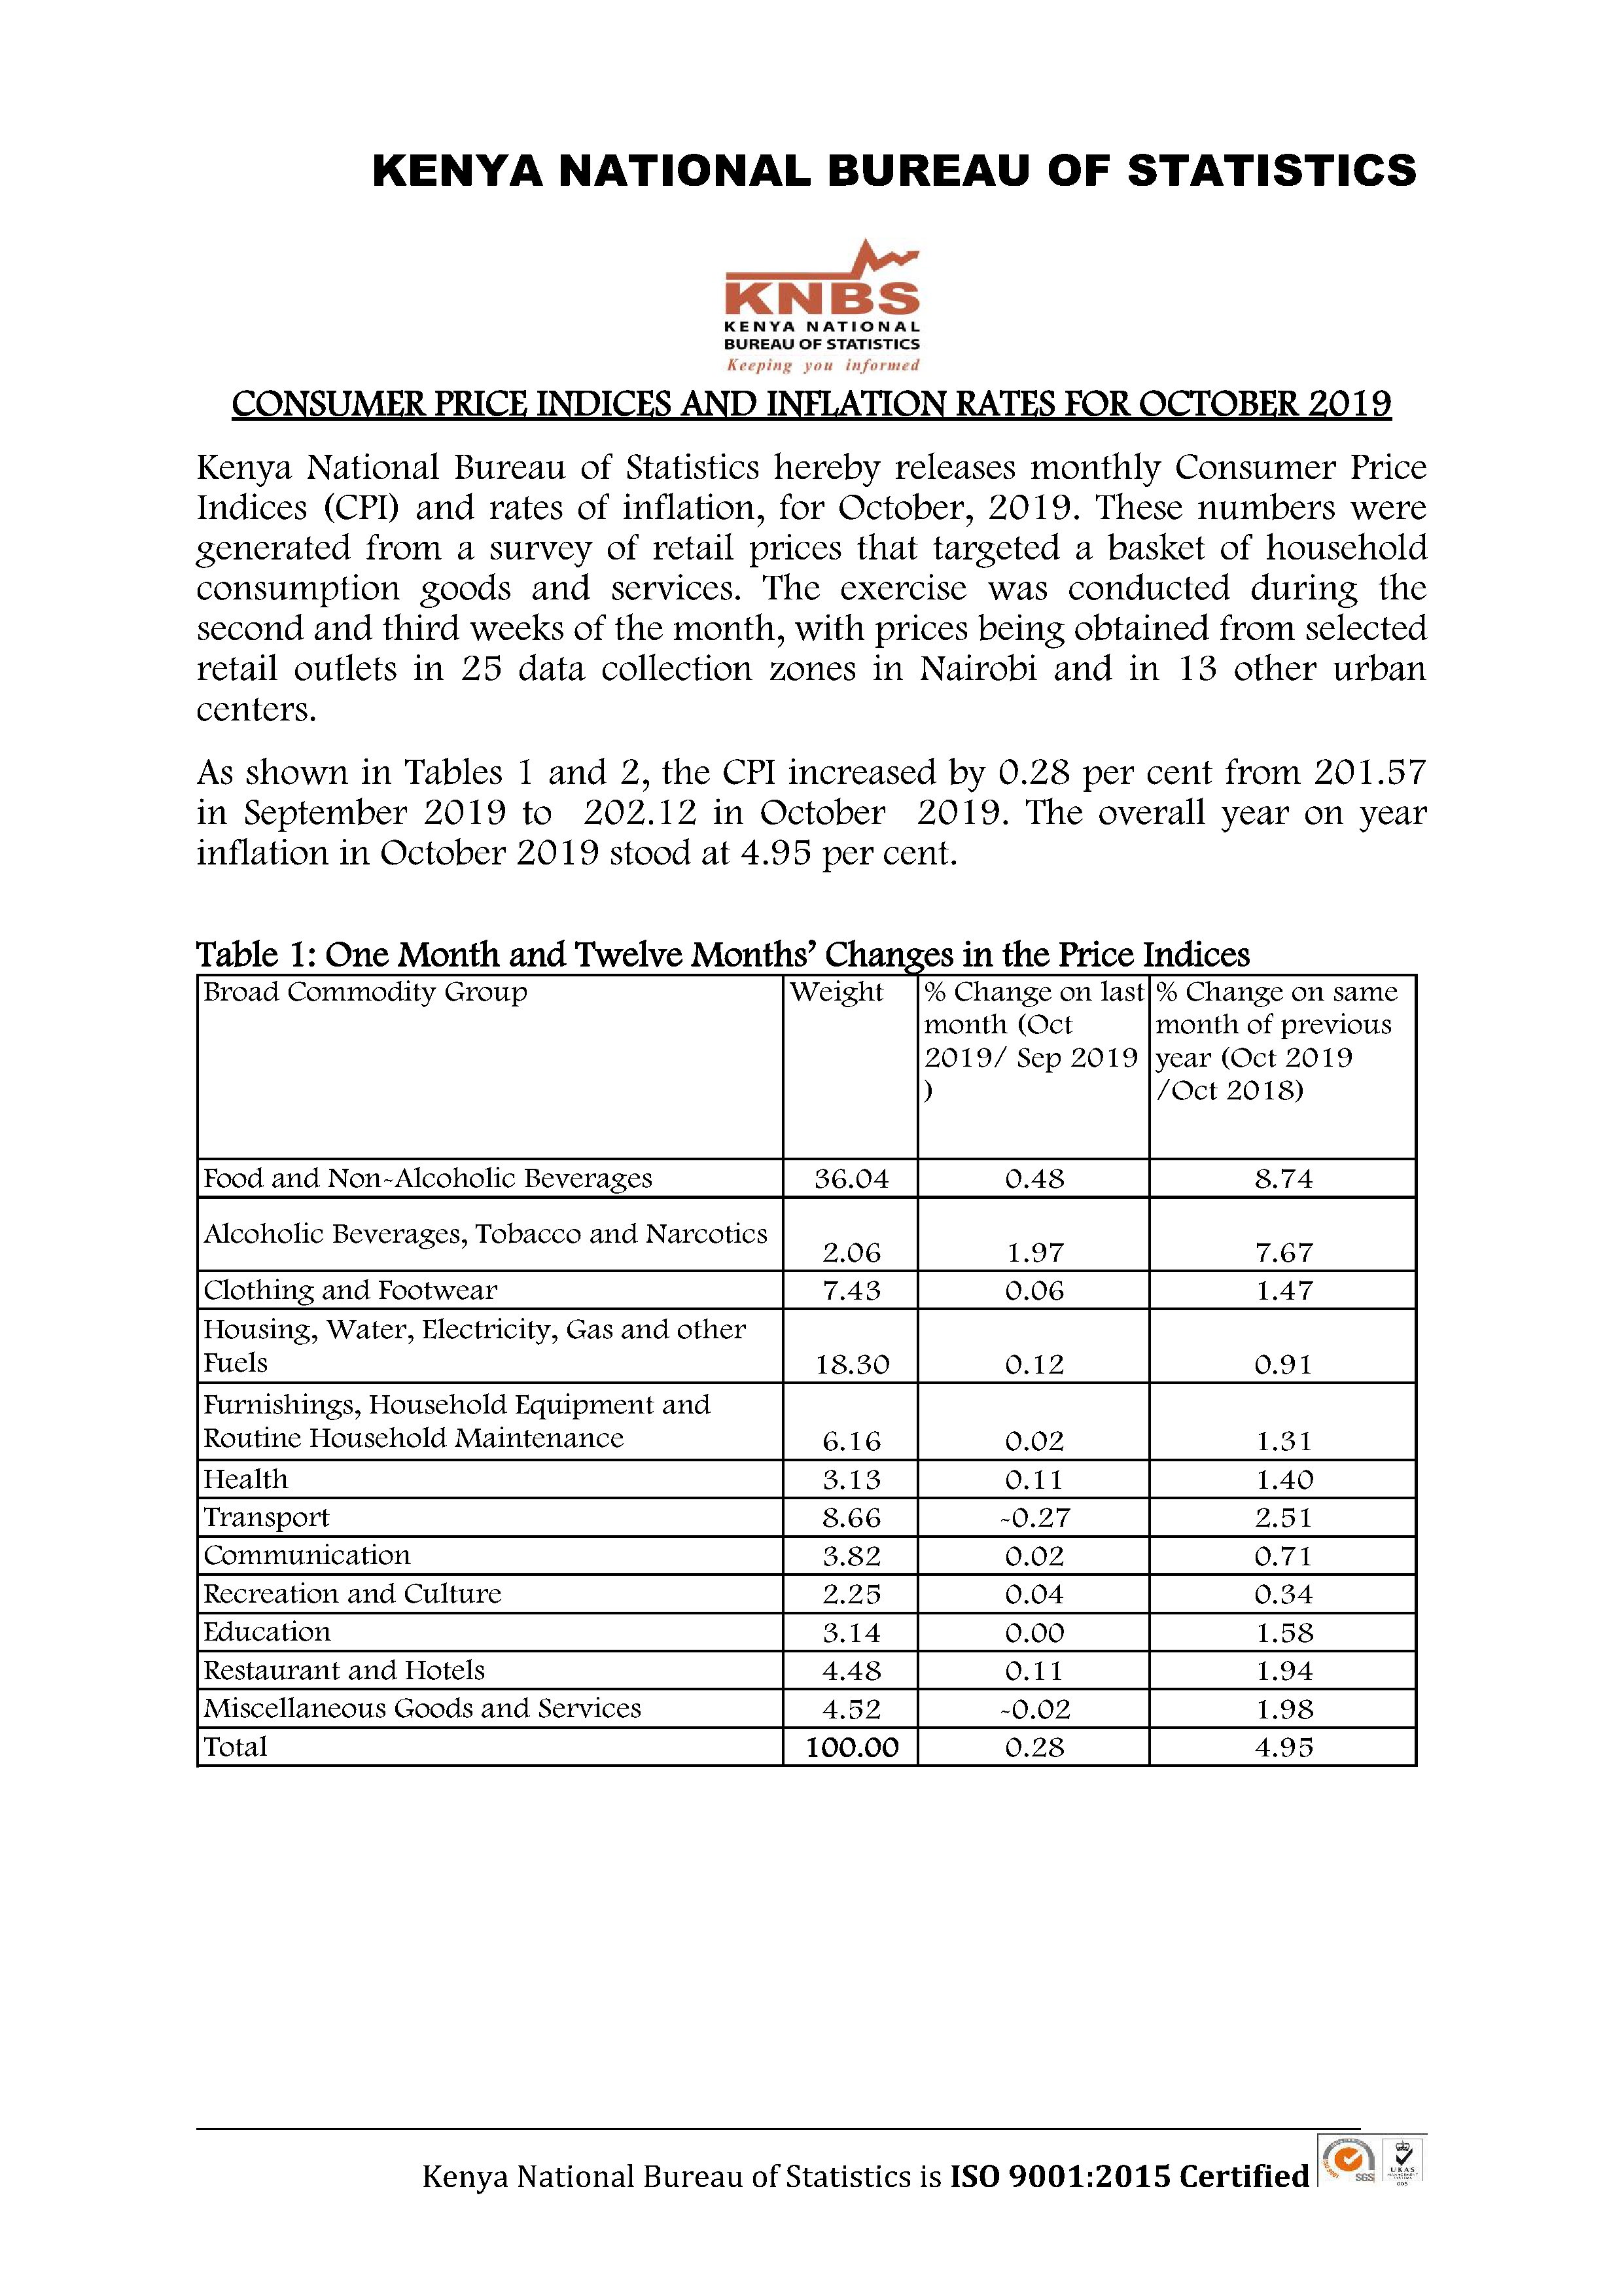 KENYA NATIONAL BUREAU OF STATISTICS
KNBS
KENYA NATIONAL
BUREAU OF STATISTICS
Keeping you informed
CONSUMER PRICE INDICES AND INFLATION RATES FOR OCTOBER 2019
Kenya National Bureau of Statistics hereby releases monthly Consumer Price
Indices (CPI) and rates of inflation, for October, 2019. These numbers were
generated from a survey of retail prices that targeted a basket of household
consumption goods and services. The exercise was conducted during the
second and third weeks of the month, with prices being obtained from selected
retail outlets in 25 data collection zones in Nairobi and in 13 other urban
centers.
As shown in Tables 1 and 2, the CPI increased by 0.28 per cent from 201.57
in September 2019 to 202.12 in October 2019. The overall year on year
inflation in October 2019 stood at 4.95 per cent.
Table 1: One Month and Twelve Months’ Changes in the Price Indices
Broad Commodity Group Weight % Change on last % Change on same
month (Oct month of previous
2019/ Sep 2019 year (Oct 2019
) /Oct 2018)
Food and Non-Alcoholic Beverages 36.04 0.48 8.74
Alcoholic Beverages, Tobacco and Narcotics 2.06 1.97 7.67
Clothing and Footwear 7.43 0.06 1.47
Housing, Water, Electricity, Gas and other
Fuels 18.30 0.12 0.91
Furnishings, Household Equipment and
Routine Household Maintenance 6.16 0.02 1.31
Health 3.13 0.11 1.40
Transport 8.66 -0.27 2.51
Communication 3.82 0.02 0.71
Recreation and Culture 2.25 0.04 0.34
Education 3.14 0.00 1.58
Restaurant and Hotels 4.48 0.11 1.94
Miscellaneous Goods and Services 4.52 -0.02 1.98
Total 100.00 0.28 4.95
Kenya National Bureau of Statistics is ISO 9001:2015 Certified
SGS
UKAS